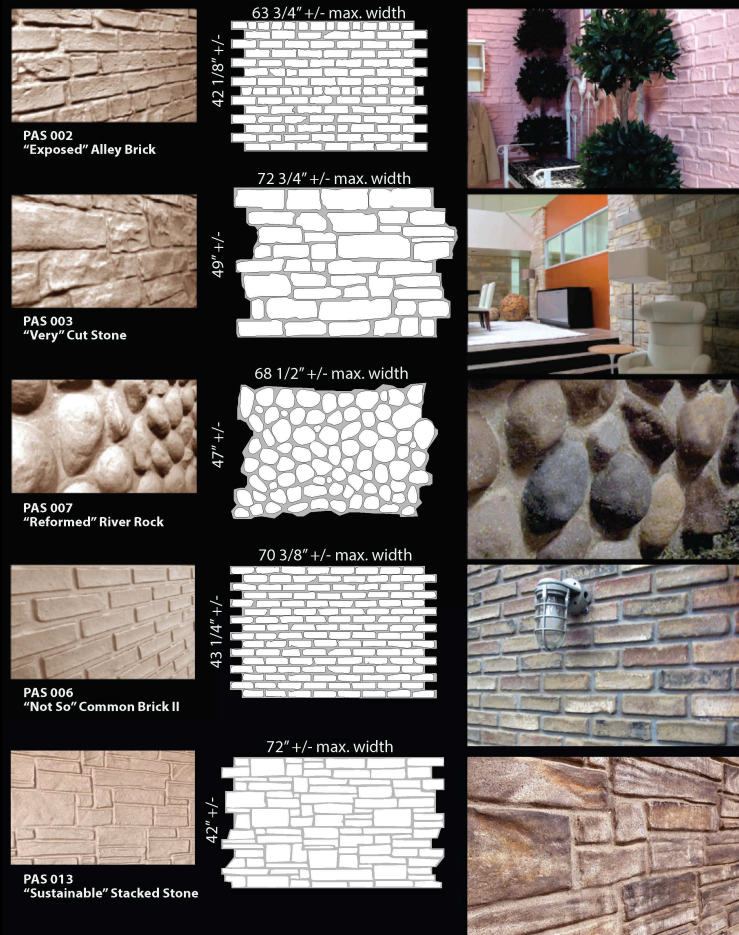 63 3/4” +/- max. width
42 1/8” +/-
PAS 002
“Exposed” Alley Brick
72 3/4” +/- max. width
49” +/-
PAS 003
“Very” Cut Stone
68 1/2” +/- max. width
47” +/-
PAS 007
“Reformed” River Rock
70 3/8” +/- max. width
43 1/4” +/-
PAS 006
“Not So” Common Brick II
72” +/- max. width
42” +/-
PAS 013
“Sustainable” Stacked Stone